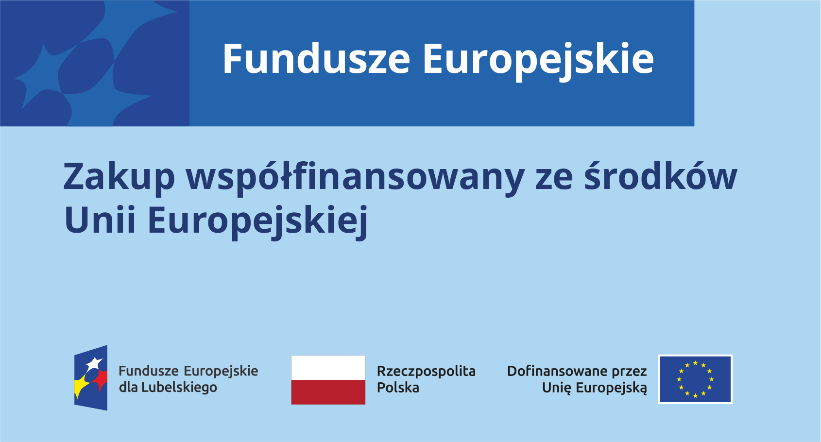 Fundusze Europejskie
Zakup współfinansowany ze środków
Unii Europejskiej
Fundusze Europejskie
dla Lubelskiego
Rzeczpospolita
Polska
Dofinansowane przez
Unię Europejską